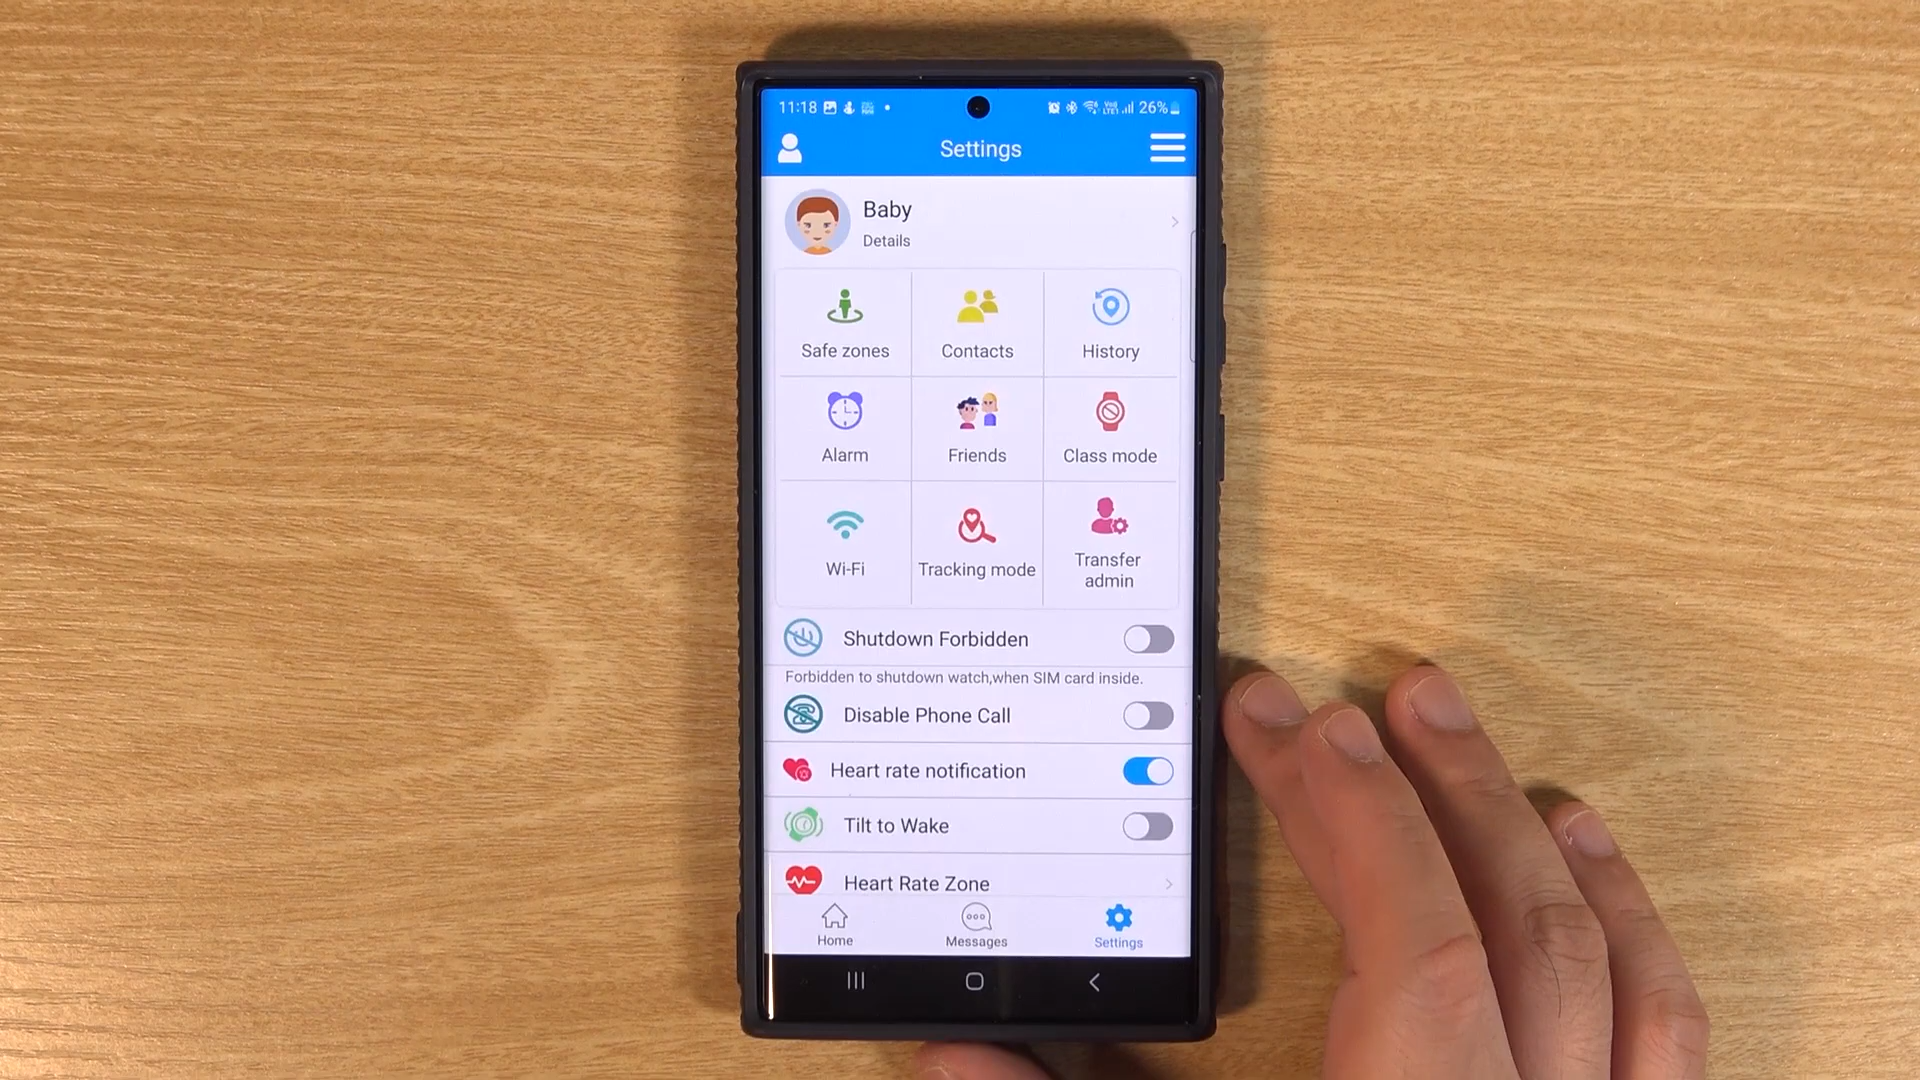 11:18 26%
Settings
Baby
Details
Safe zones Contacts History
Alarm Friends Class mode
Wi-Fi Tracking mode Transfer admin
Shutdown Forbidden
Forbidden to shutdown watch,when SIM card inside.
Disable Phone Call
Heart rate notification
Tilt to Wake
Heart Rate Zone
Home Messages Settings